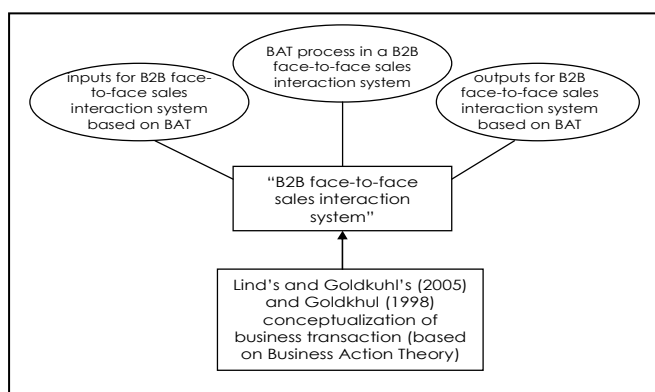 inputs for B2B face-
to-face sales
interaction system
based on BAT
BAT process in a B2B
face-to-face sales
interaction system
outputs for B2B
face-to-face sales
interaction system
based on BAT
“B2B face-to-face
sales interaction
system”
Lind’s and Goldkuhl’s (2005)
and Goldkhul (1998)
conceptualization of
business transaction (based
on Business Action Theory)